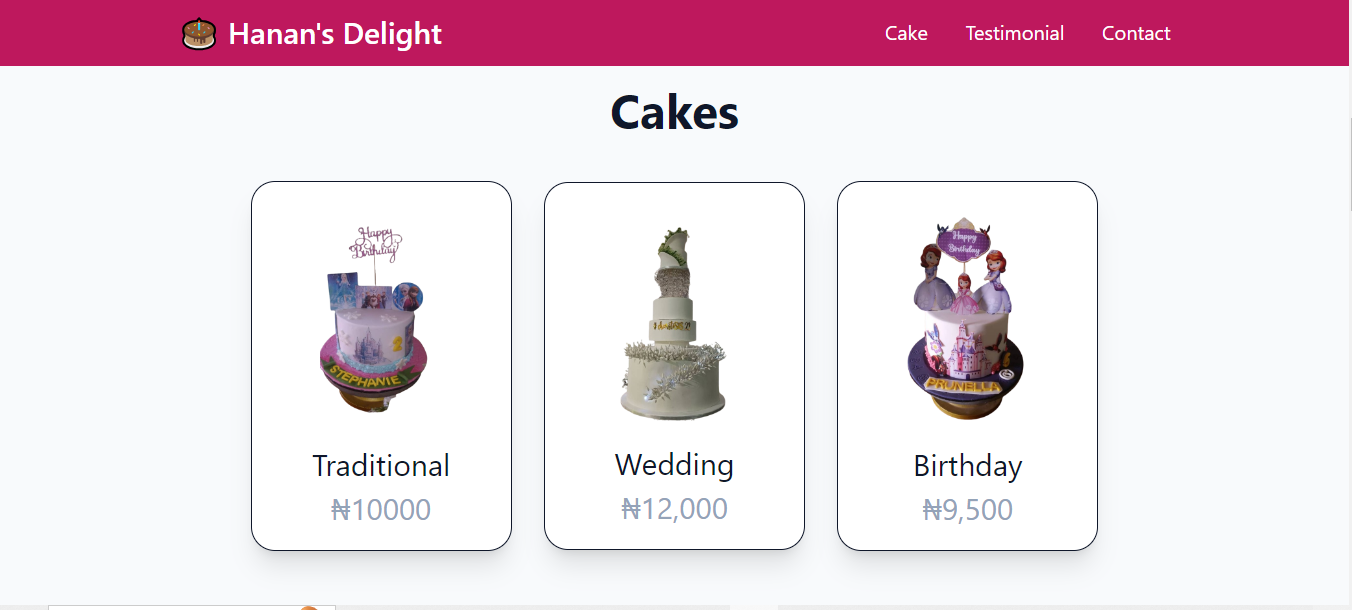 Hanan's Delight
Cake
Testimonial
Contact
Cakes
Happy
Birthday
2
STEPHANIE
Happy
Birthday
PRUNELLA
Traditional
₦10000
Wedding
₦12,000
Birthday
₦9,500